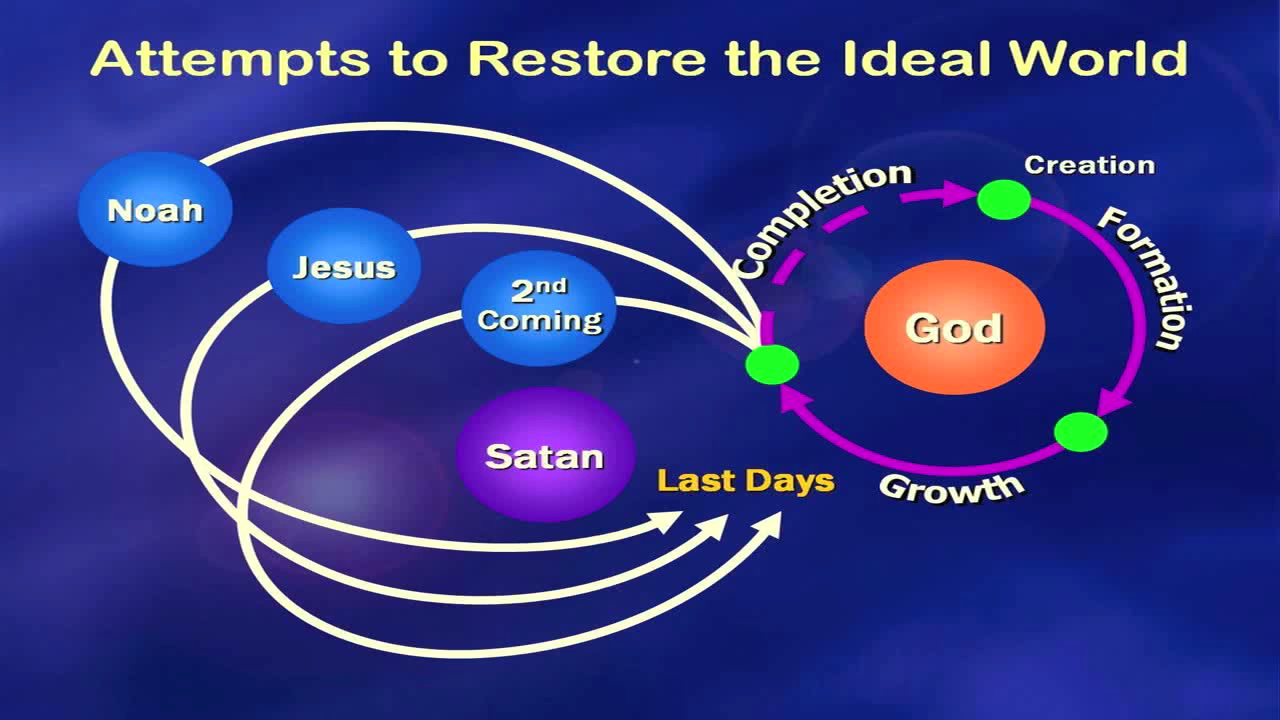 Attempts to Restore the Ideal World
Noah
Jesus
2nd
Coming
Satan
Last Days
Completion
Creation
Formation
God
Growth